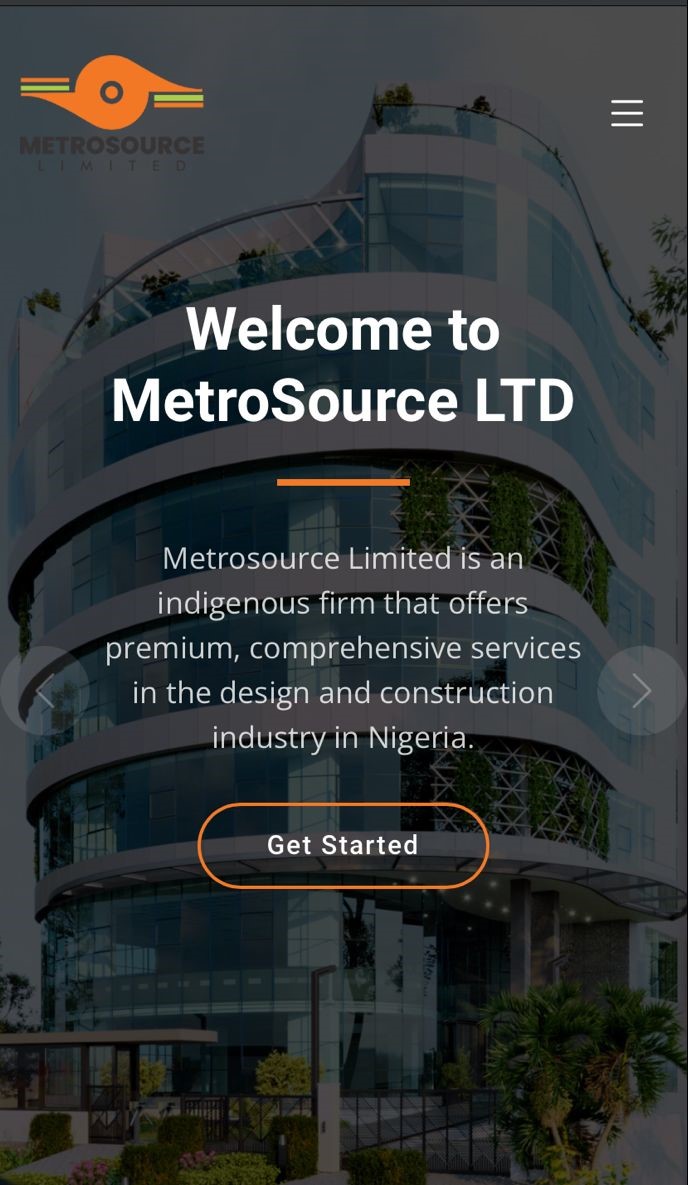 METROSOURCE
LIMITED
Welcome to
MetroSource LTD
Metrosource Limited is an
indigenous firm that offers
premium, comprehensive services
in the design and construction
industry in Nigeria.
Get Started